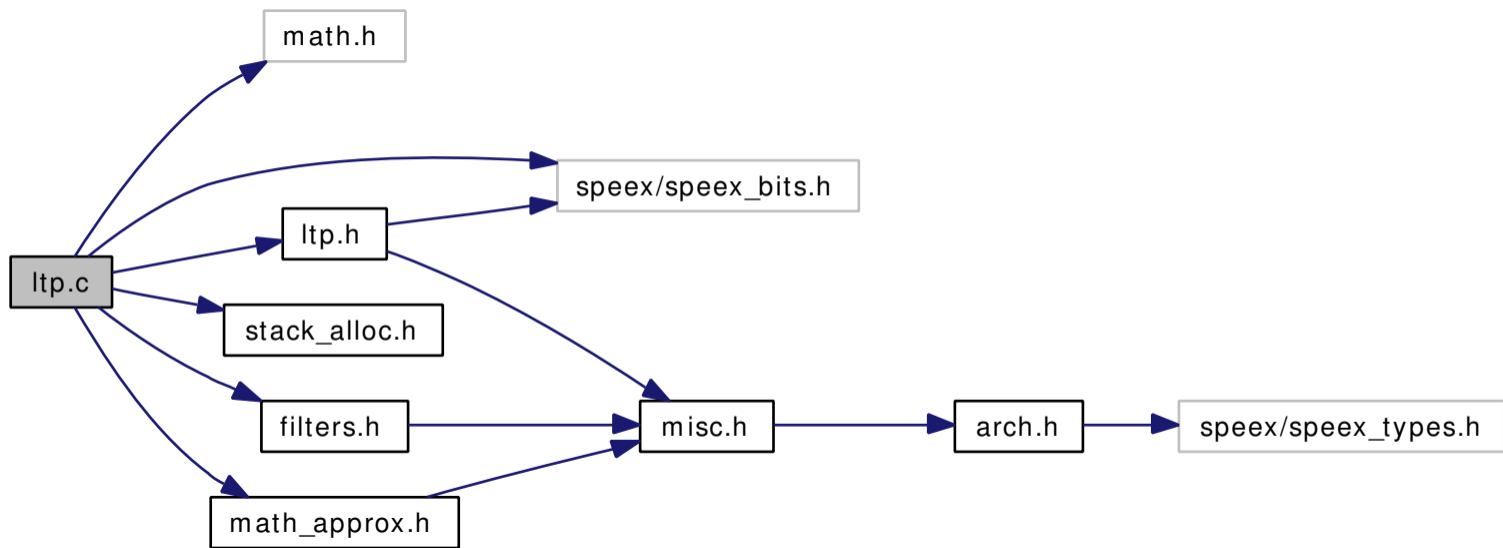 math.h
speex/speex_bits.h
ltp.h
ltp.c
stack_alloc.h
filters.h
misc.h
arch.h
speex/speex_types.h
math_approx.h